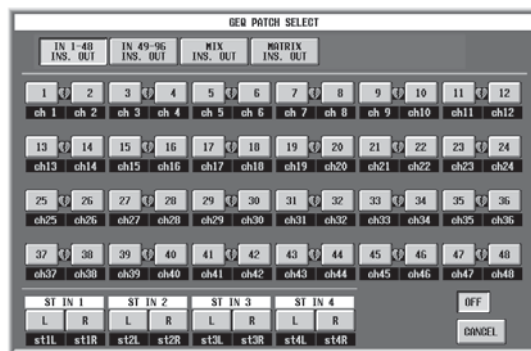 GEQ PATCH SELECT
IN 1-48 INS. OUT IN 49-96 INS. OUT MIX INS. OUT MATRIX INS. OUT
1 2 3 4 5 6 7 8 9 10 11 12
ch 1 ch 2 ch 3 ch 4 ch 5 ch 6 ch 7 ch 8 ch 9 ch10 ch11 ch12
13 14 15 16 17 18 19 20 21 22 23 24
ch13 ch14 ch15 ch16 ch17 ch18 ch19 ch20 ch21 ch22 ch23 ch24
25 26 27 28 29 30 31 32 33 34 35 36
ch25 ch26 ch27 ch28 ch29 ch30 ch31 ch32 ch33 ch34 ch35 ch36
37 38 39 40 41 42 43 44 45 46 47 48
ch37 ch38 ch39 ch40 ch41 ch42 ch43 ch44 ch45 ch46 ch47 ch48
ST IN 1 ST IN 2 ST IN 3 ST IN 4 OFF
L R L R L R L R
st1L st1R st2L st2R st3L st3R st4L st4R CANCEL